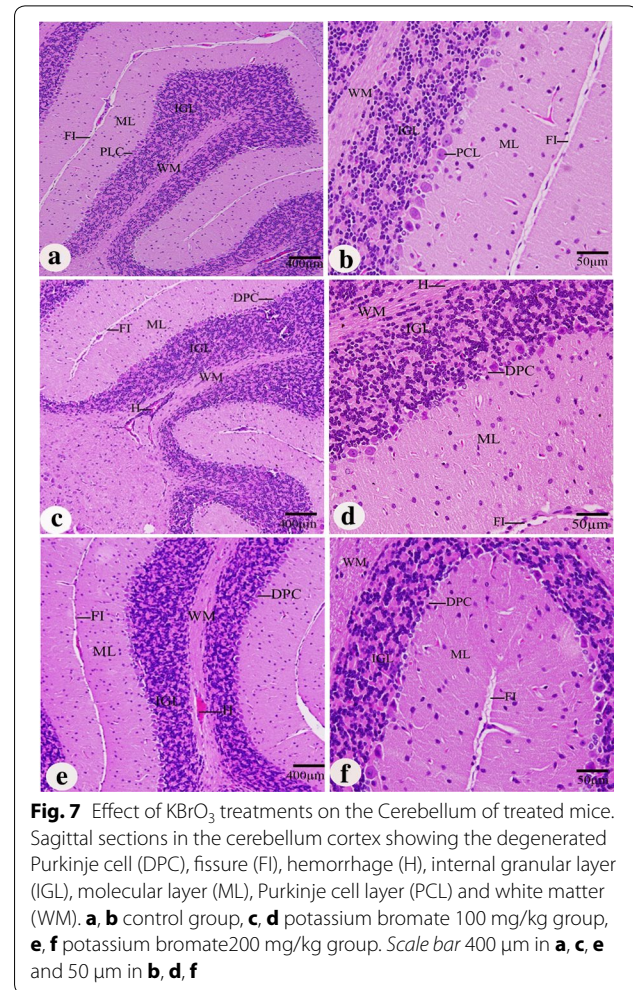 IGL
ML
FI
PLC
WM
a
400μm
WM
IGL
PCL
ML
FI
b
50μm
DPC
FI
ML
IGL
WM
H
c
400μm
H
WM
IGL
DPC
ML
FI
d
50μm
FI
ML
WM
DPC
IGL
H
e
400μm
WM
DPC
IGL
ML
FI
f
50μm
Fig. 7 Effect of KBrO₃ treatments on the Cerebellum of treated mice.
Sagittal sections in the cerebellum cortex showing the degenerated
Purkinje cell (DPC), fissure (FI), hemorrhage (H), internal granular layer
(IGL), molecular layer (ML), Purkinje cell layer (PCL) and white matter
(WM). a, b control group, c, d potassium bromate 100 mg/kg group,
e, f potassium bromate200 mg/kg group. Scale bar 400 μm in a, c, e
and 50 μm in b, d, f